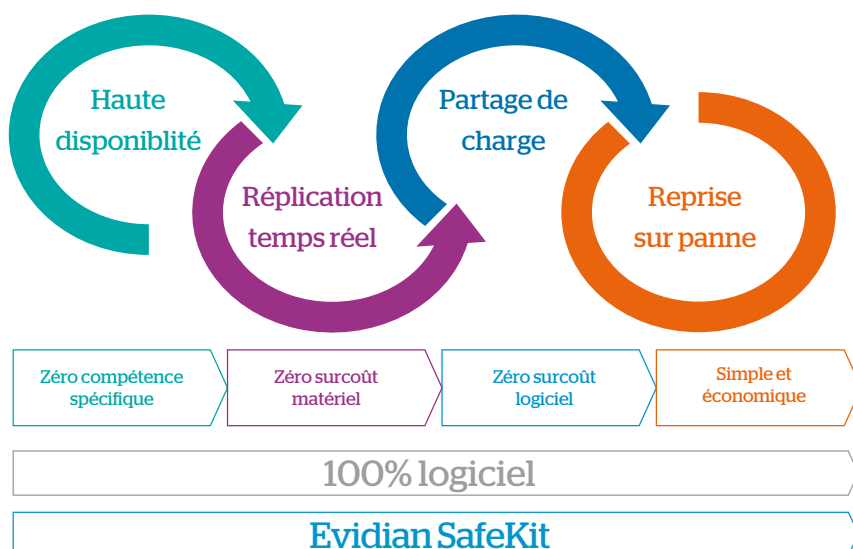 Haute
disponiblité
Réplication
temps réel
Partage de
charge
Reprise
sur panne
Zéro compétence
spécifique
Zéro surcoût
matériel
Zéro surcoût
logiciel
Simple et
économique
100% logiciel
Evidian SafeKit